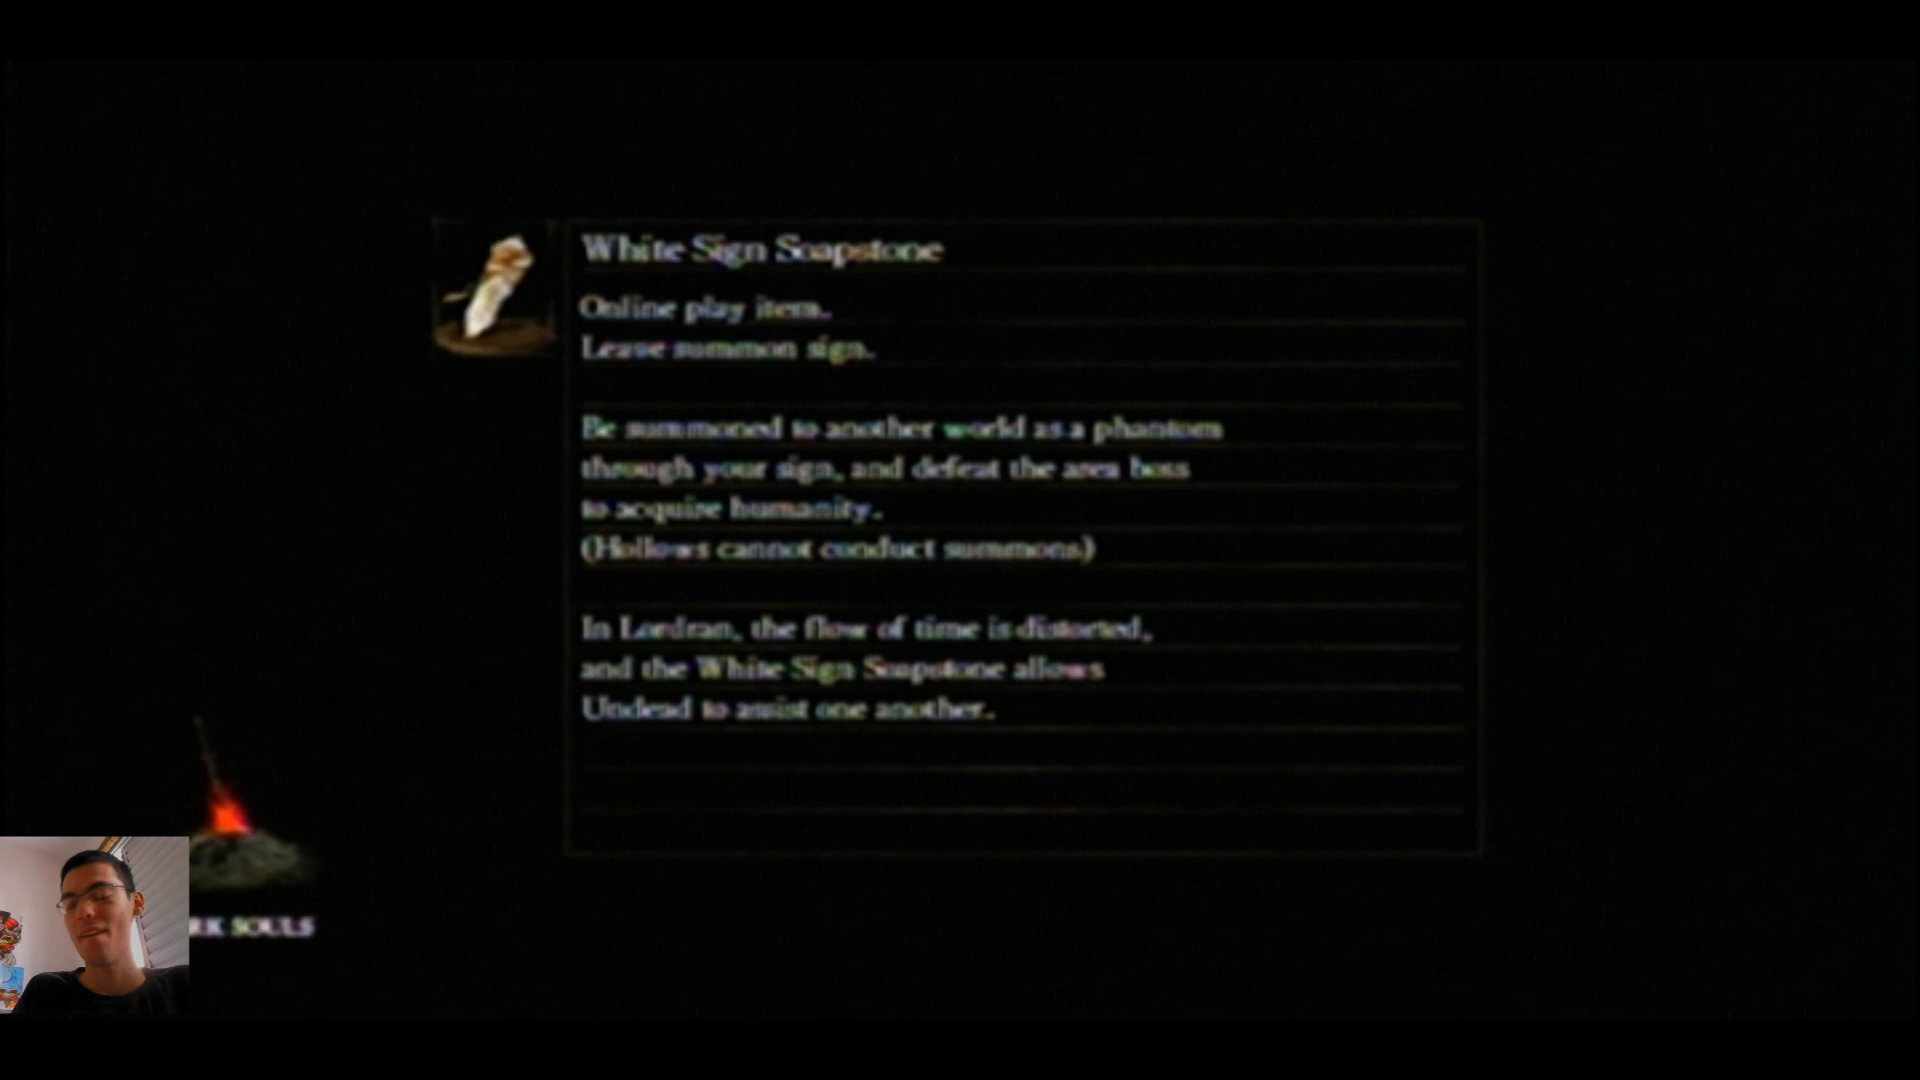 White Sign Soapstone
Online play item.
Leave summon sign.
Be summoned to another world as a phantom
through your sign, and defeat the area boss
to acquire humanity.
(Hollows cannot conduct summons.)
In Lordran, the flow of time is distorted,
and the White Sign Soapstone allows
Undead to assist one another.
RK SOULS